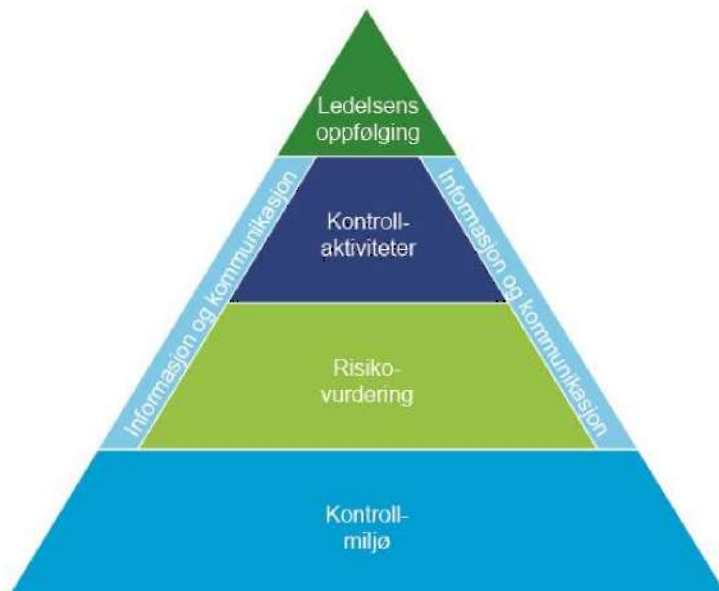 Ledelsens
oppfølging
Informasjon og kommunikasjon
Kontroll-
aktiviteter
Informasjon og kommunikasjon
Risiko-
vurdering
Kontroll-
miljø